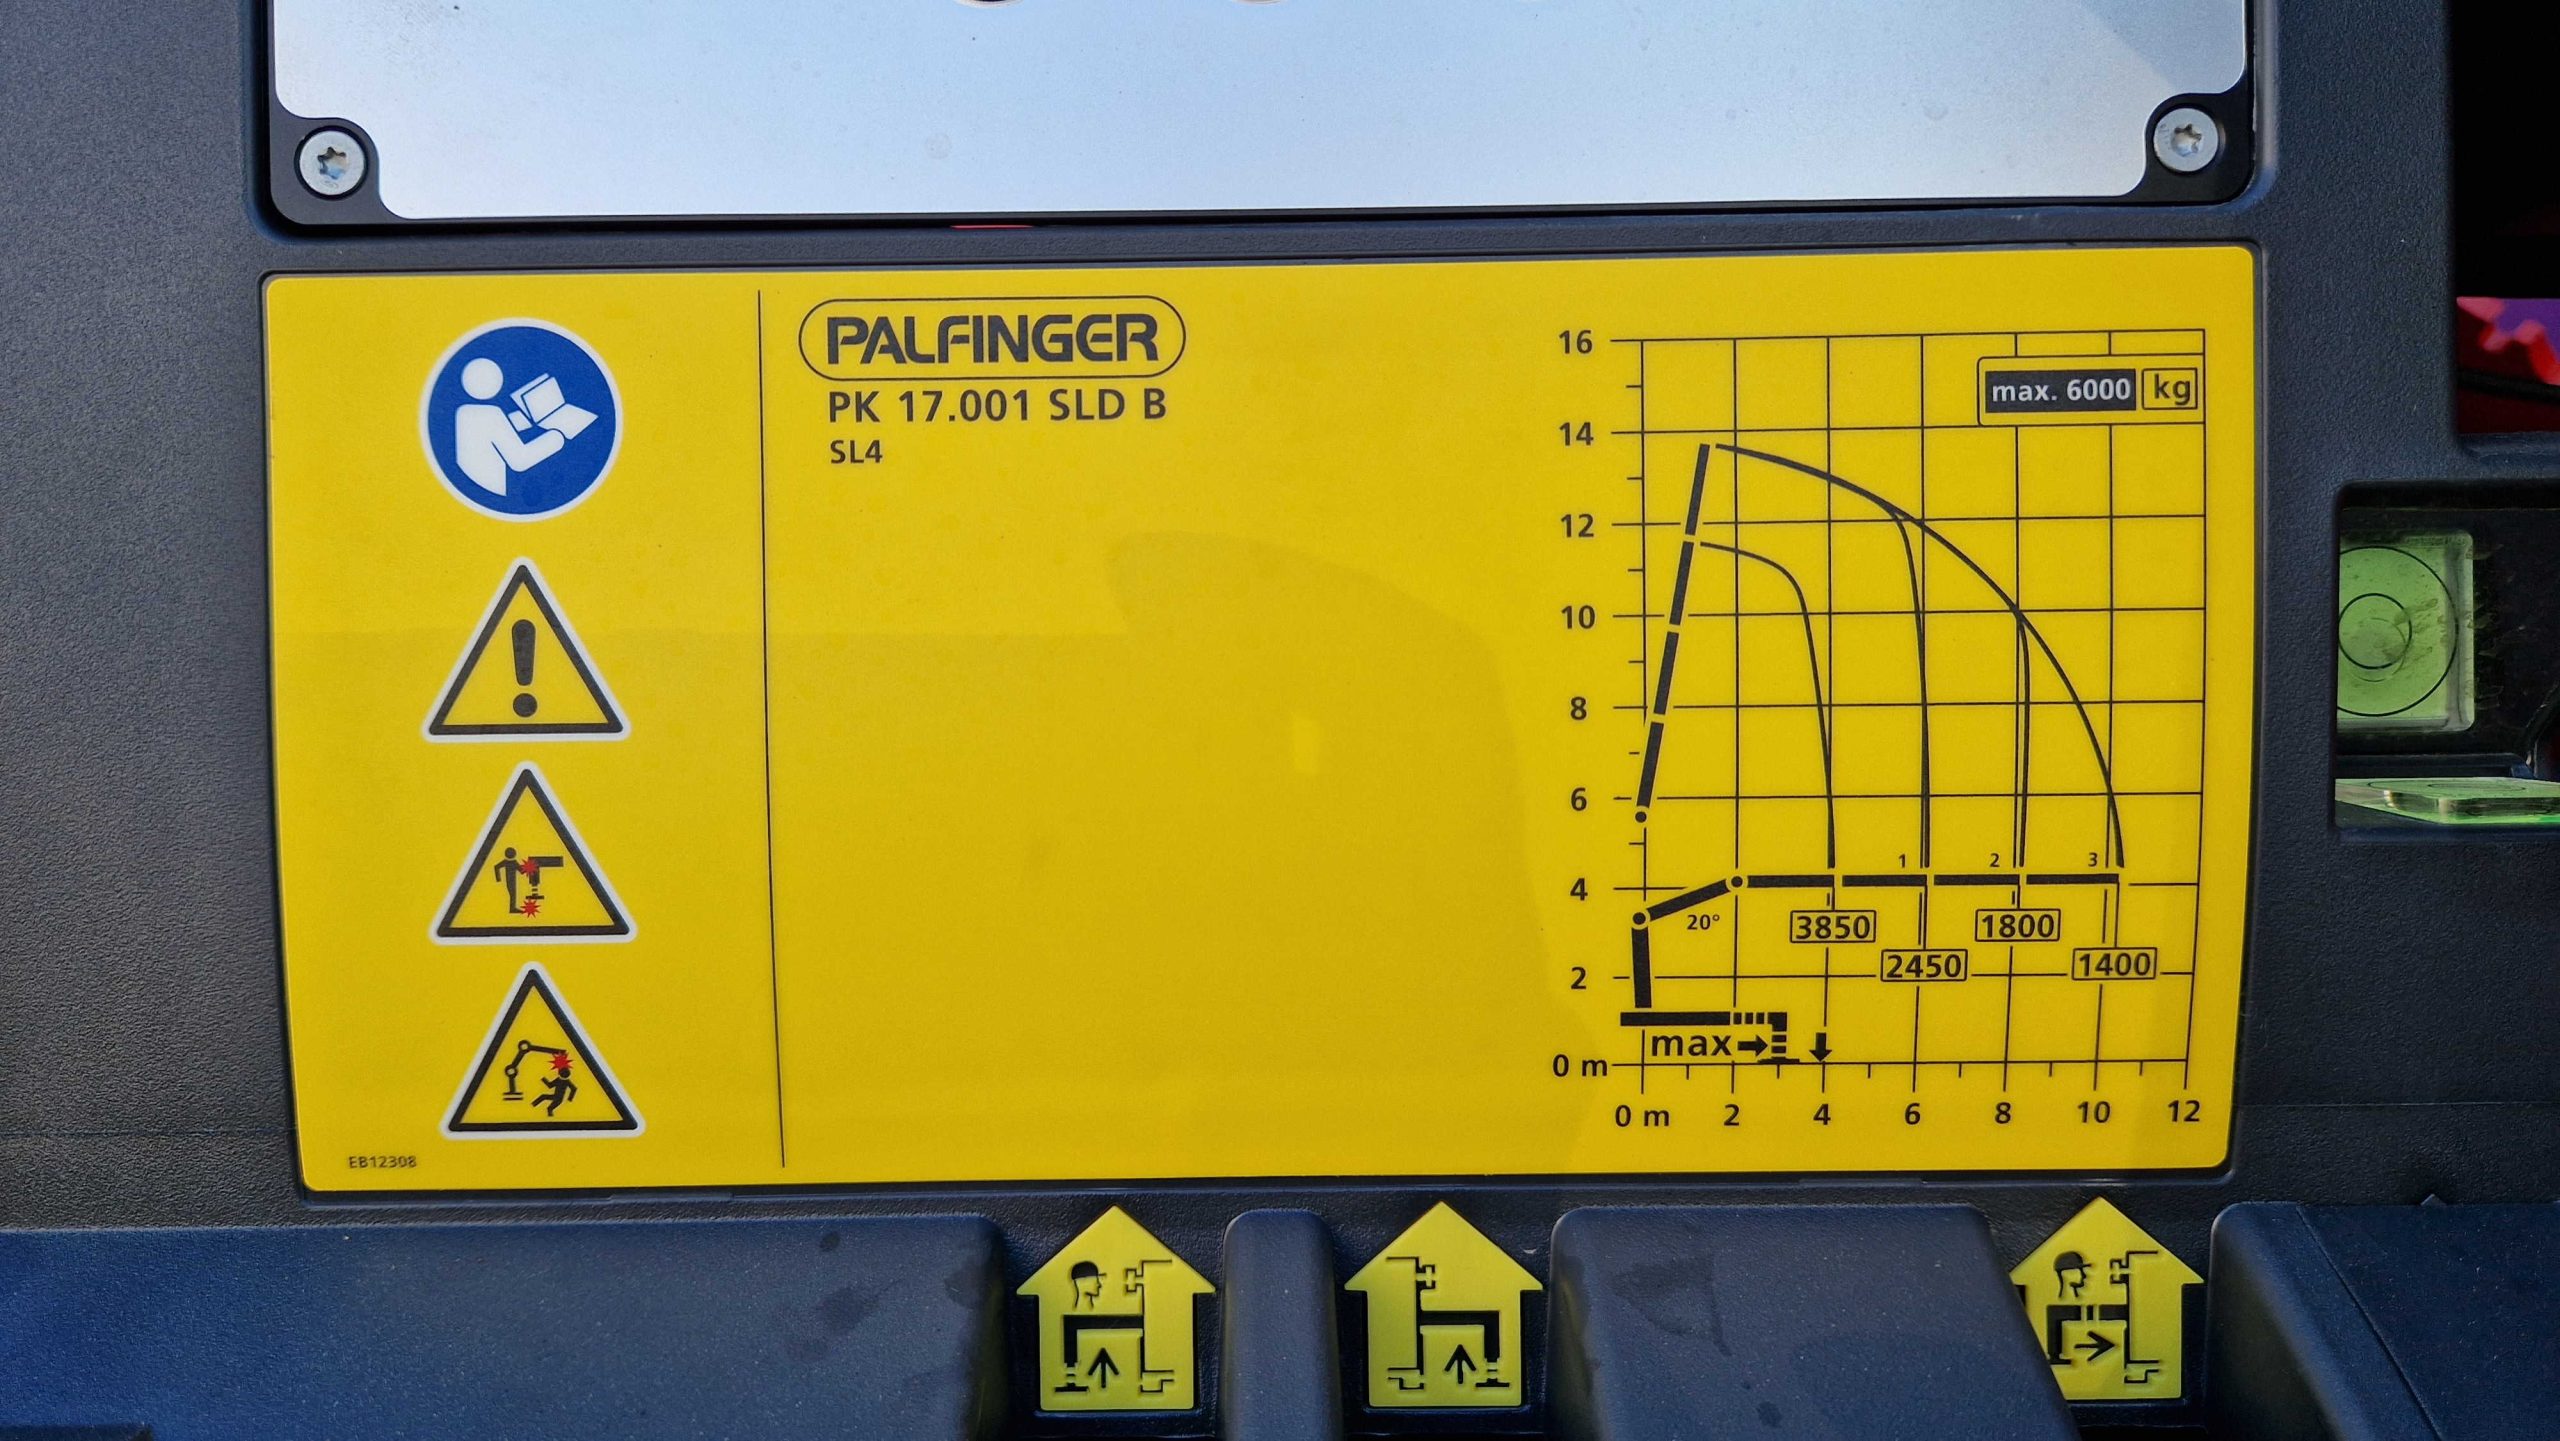 PALFINGER
PK 17.001 SLD B
SL4
EB12308
16
max. 6000 kg
14
12
10
8
6
1 2 3
4
20°
3850 1800
2450 1400
2
max
0 m
0 m 2 4 6 8 10 12